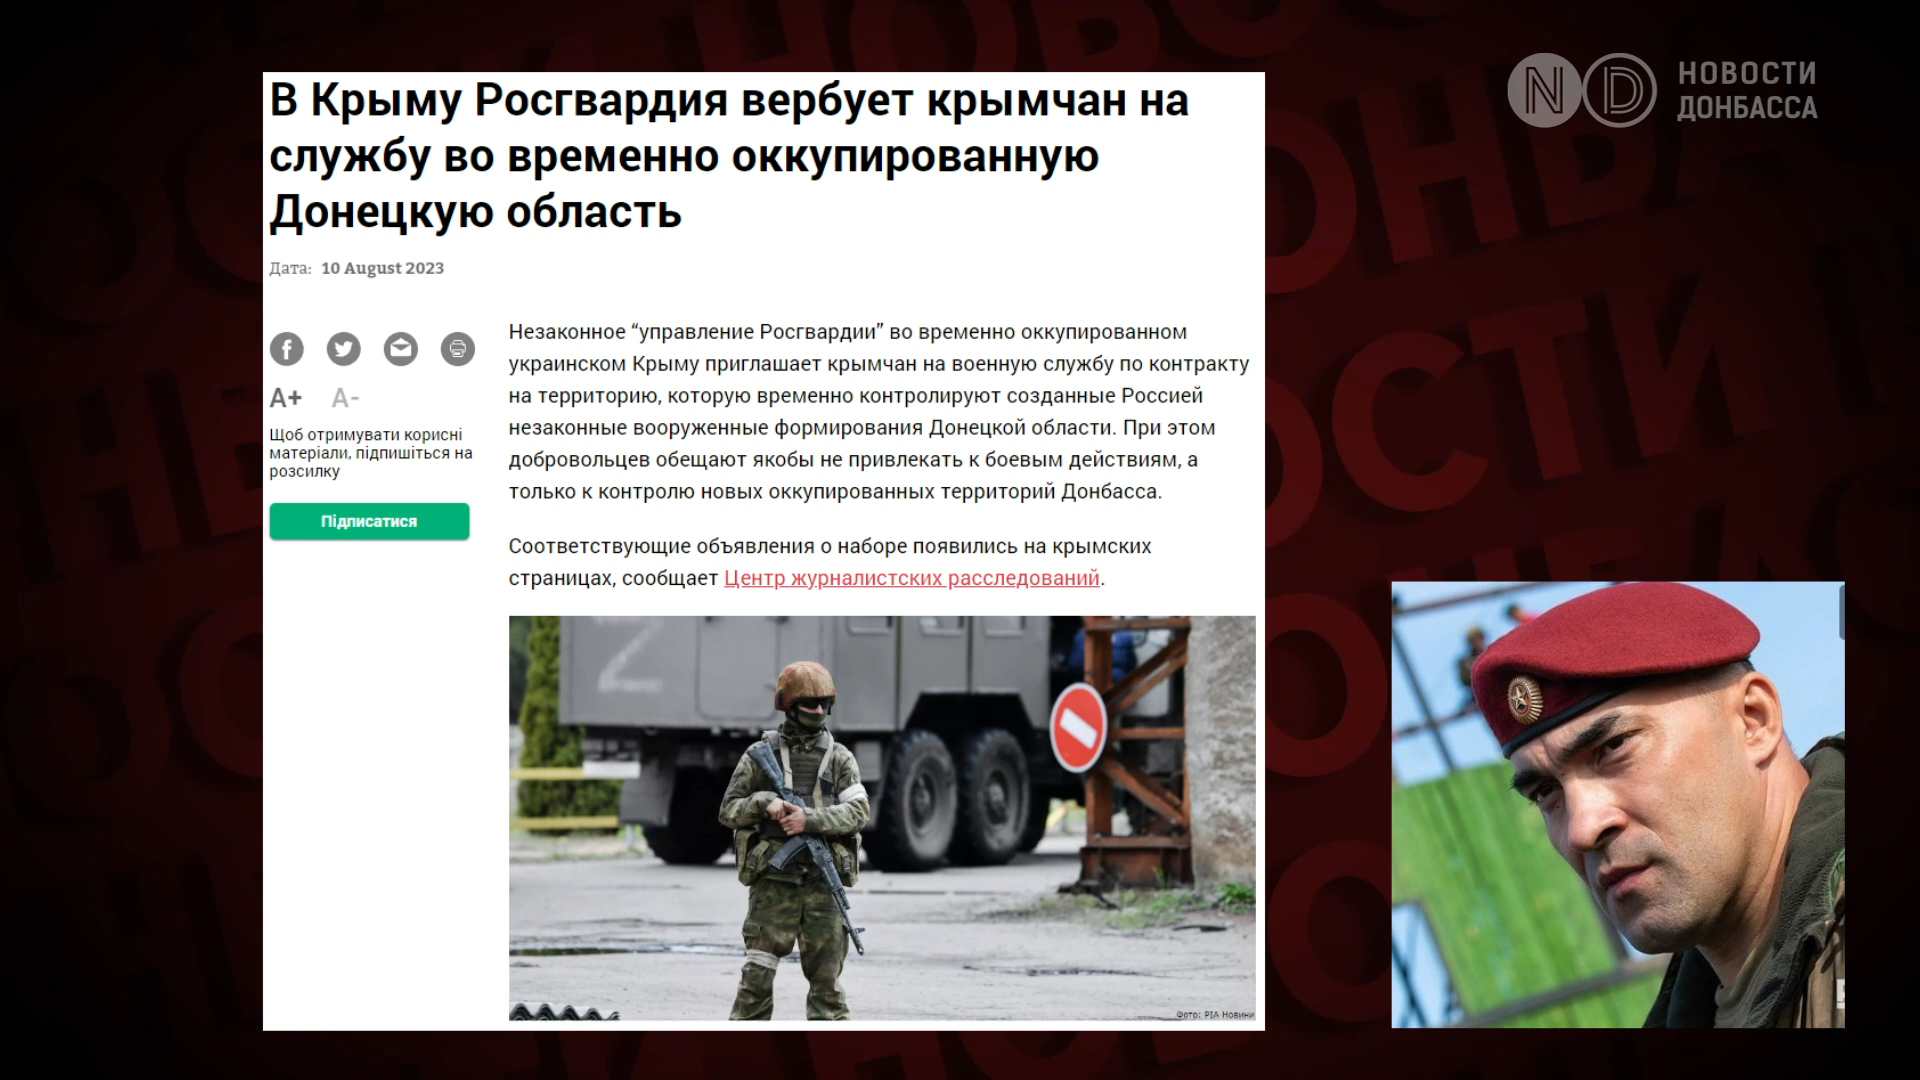 НОВОСТИ
ДОНБАССА
В Крыму Росгвардия вербует крымчан на
службу во временно оккупированную
Донецкую область
Дата: 10 August 2023
A+ A-
Щоб отримувати корисні
матеріали, підпишіться на
розсилку
Підписатися
Незаконное “управление Росгвардии” во временно оккупированном
украинском Крыму приглашает крымчан на военную службу по контракту
на территорию, которую временно контролируют созданные Россией
незаконные вооруженные формирования Донецкой области. При этом
добровольцев обещают якобы не привлекать к боевым действиям, а
только к контролю новых оккупированных территорий Донбасса.
Соответствующие объявления о наборе появились на крымских
страницах, сообщает Центр журналистских расследований.
Z
Фото: РІА Новини